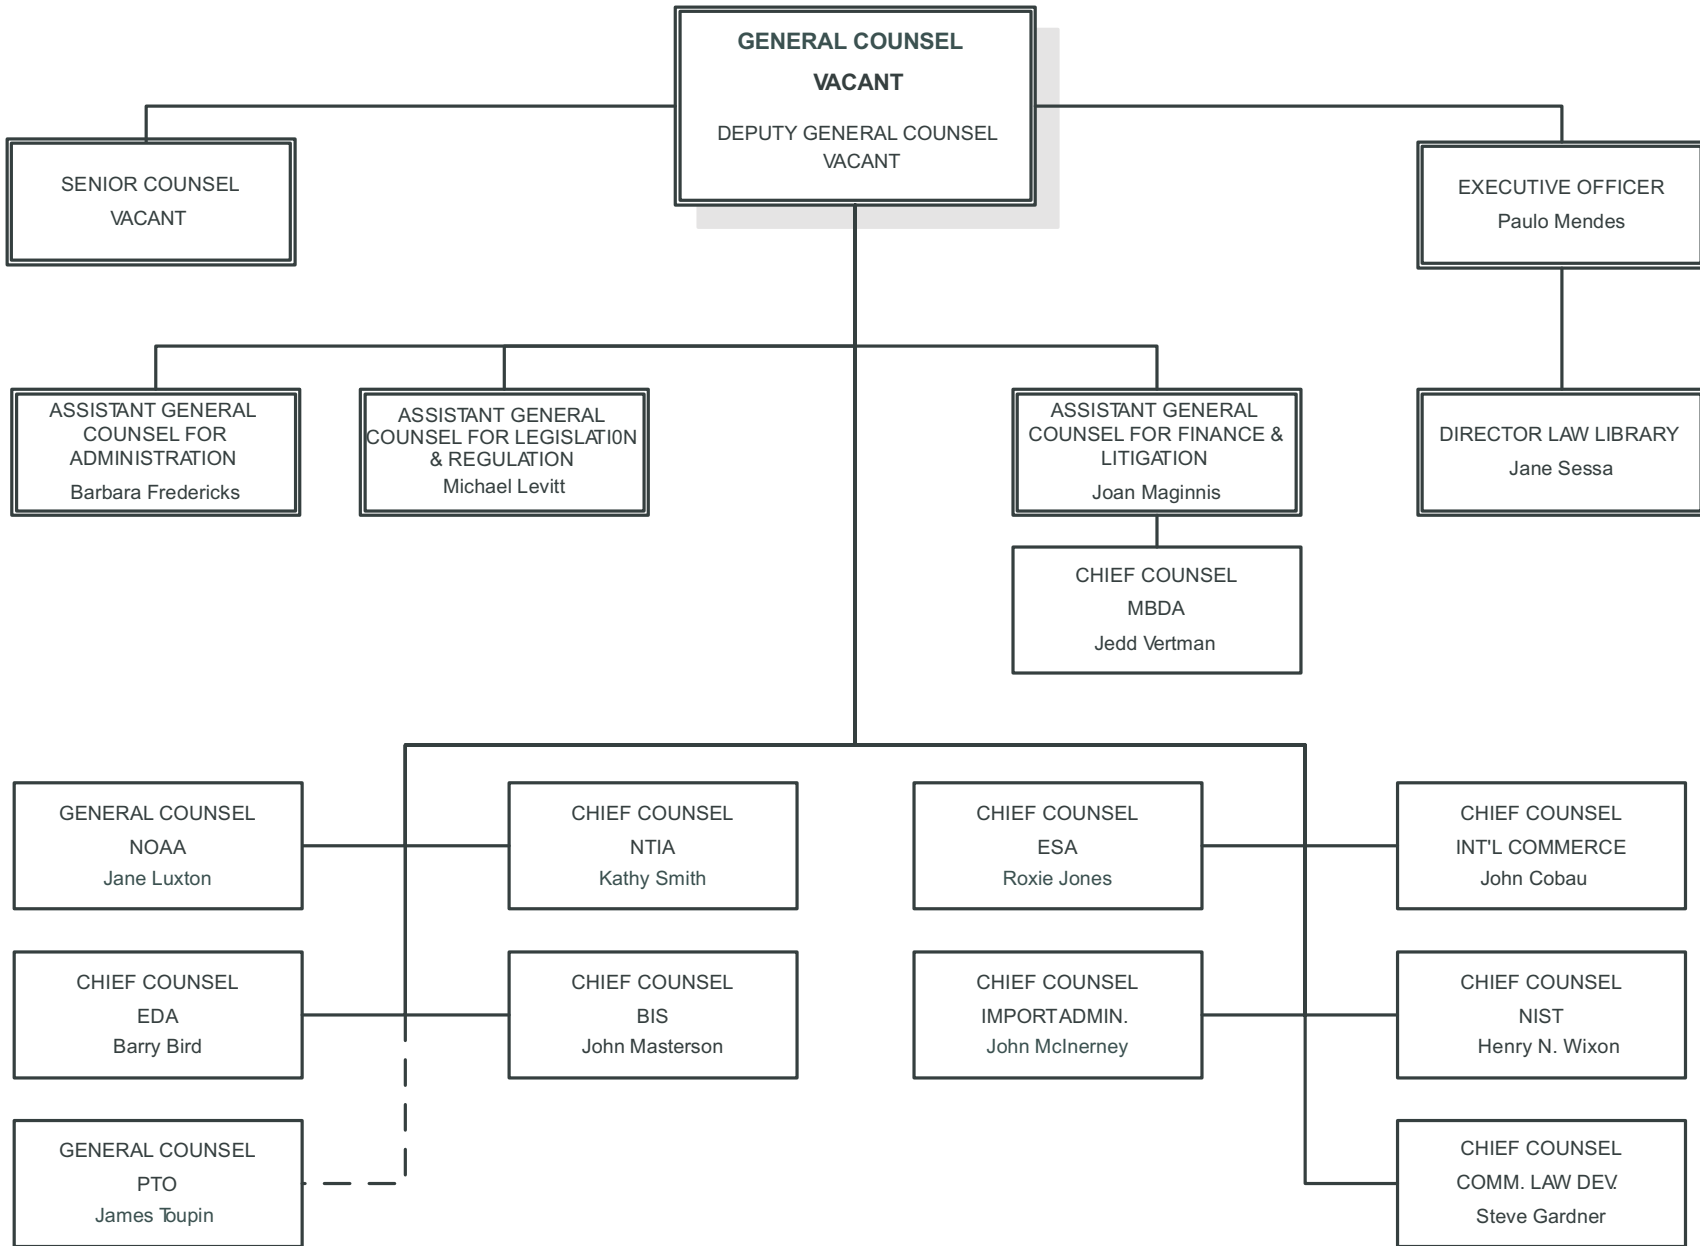 GENERAL COUNSEL
VACANT
DEPUTY GENERAL COUNSEL
VACANT
SENIOR COUNSEL
VACANT
EXECUTIVE OFFICER
Paulo Mendes
ASSISTANT GENERAL
COUNSEL FOR
ADMINISTRATION
Barbara Fredericks
ASSISTANT GENERAL
COUNSEL FOR LEGISLATI0N
& REGULATION
Michael Levitt
ASSISTANT GENERAL
COUNSEL FOR FINANCE &
LITIGATION
Joan Maginnis
DIRECTOR LAW LIBRARY
Jane Sessa
CHIEF COUNSEL
MBDA
Jedd Vertman
GENERAL COUNSEL
NOAA
Jane Luxton
CHIEF COUNSEL
NTIA
Kathy Smith
CHIEF COUNSEL
ESA
Roxie Jones
CHIEF COUNSEL
INT'L COMMERCE
John Cobau
CHIEF COUNSEL
EDA
Barry Bird
CHIEF COUNSEL
BIS
John Masterson
CHIEF COUNSEL
IMPORT ADMIN.
John McInerney
CHIEF COUNSEL
NIST
Henry N. Wixon
GENERAL COUNSEL
PTO
James Toupin
CHIEF COUNSEL
COMM. LAW DEV.
Steve Gardner